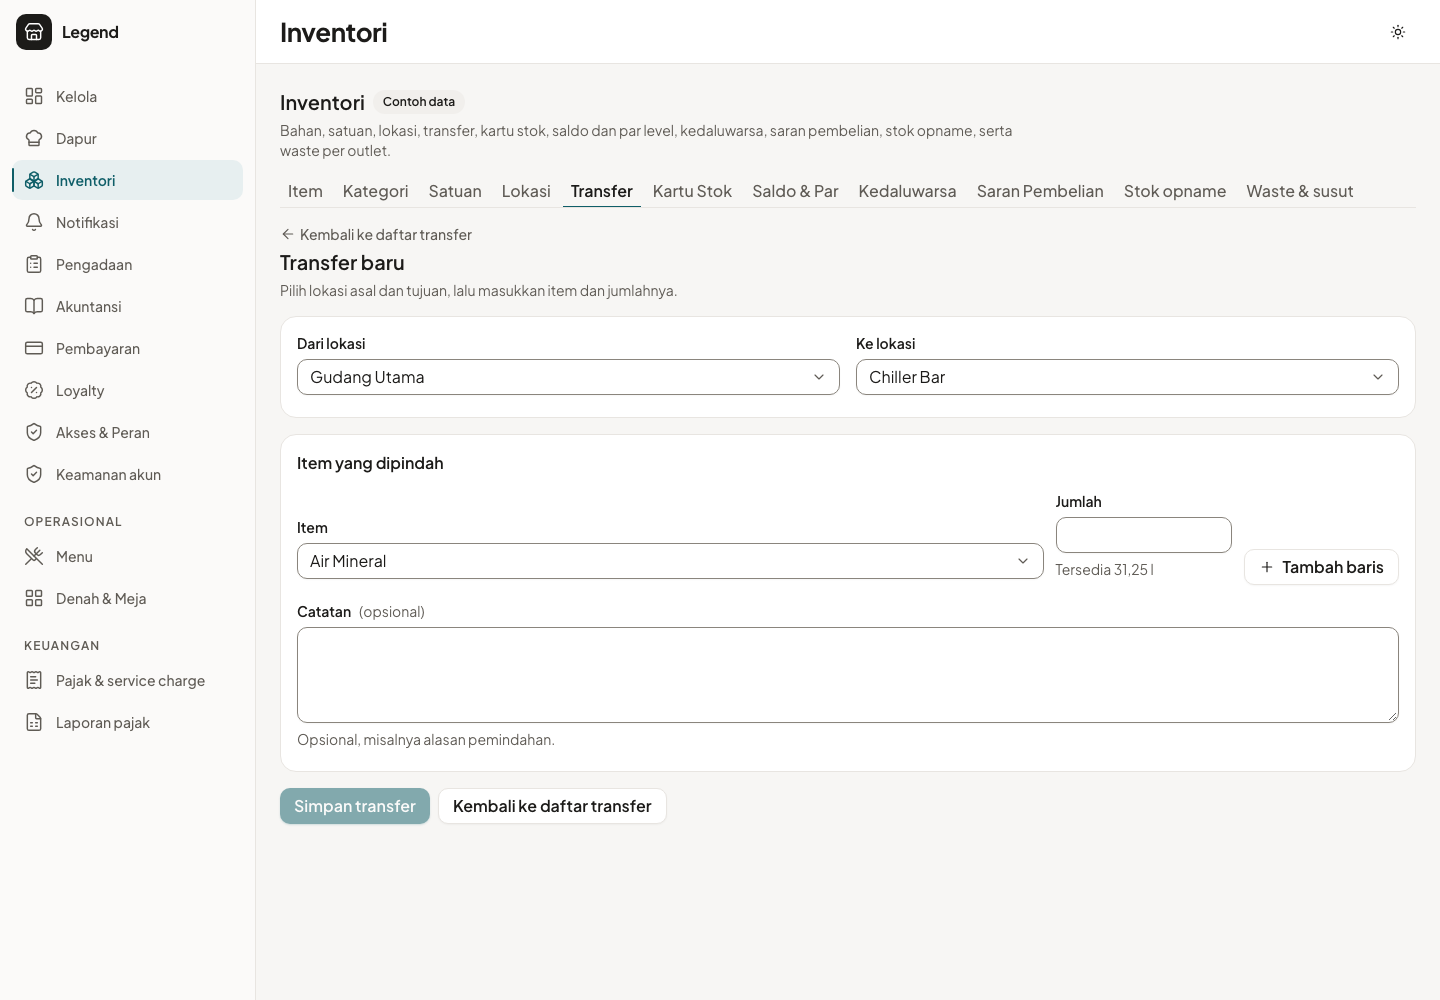 Legend
Kelola
Dapur
Inventori
Notifikasi
Pengadaan
Akuntansi
Pembayaran
Loyalty
Akses & Peran
Keamanan akun
OPERASIONAL
Menu
Denah & Meja
KEUANGAN
Pajak & service charge
Laporan pajak
Inventori
Inventori Contoh data
Bahan, satuan, lokasi, transfer, kartu stok, saldo dan par level, kedaluwarsa, saran pembelian, stok opname, serta
waste per outlet.
Item Kategori Satuan Lokasi Transfer Kartu Stok Saldo & Par Kedaluwarsa Saran Pembelian Stok opname Waste & susut
Kembali ke daftar transfer
Transfer baru
Pilih lokasi asal dan tujuan, lalu masukkan item dan jumlahnya.
Dari lokasi Ke lokasi
Gudang Utama Chiller Bar
Item yang dipindah
Jumlah
Item
Air Mineral
Tersedia 31,25 l
Tambah baris
Catatan (opsional)
Opsional, misalnya alasan pemindahan.
Simpan transfer Kembali ke daftar transfer